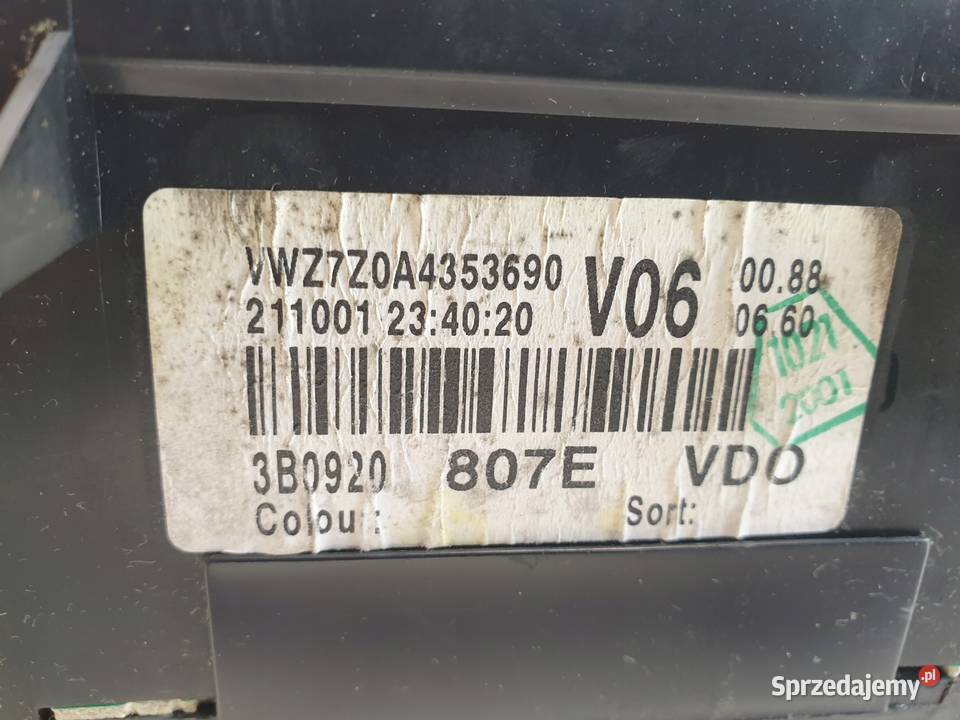 VWZ7Z0A4353690 V06 00.88
211001 23:40:20 06.60
1021
2001
3B0920 807E VDO
Colour: Sort:
Sprzedajemy.pl